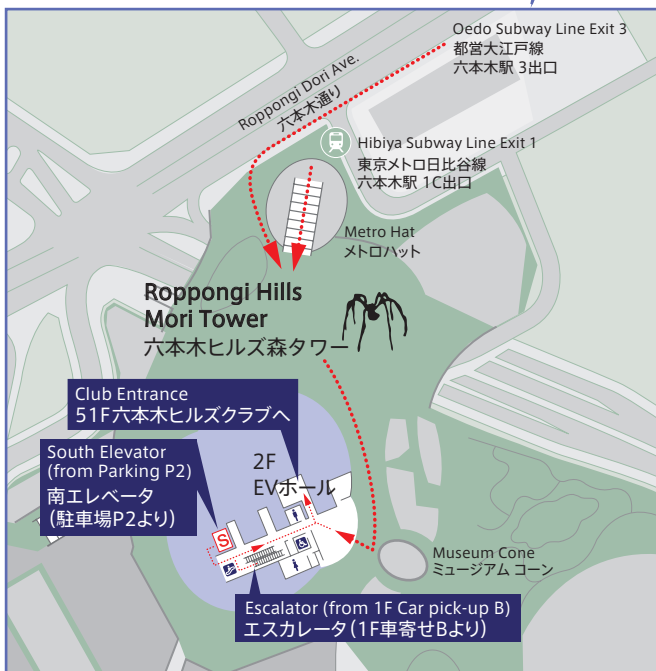 Oedo Subway Line Exit 3
都営大江戸線
六本木駅 3出口
Roppongi Dori Ave.
六本木通り
Hibiya Subway Line Exit 1
東京メトロ日比谷線
六本木駅 1C出口
Metro Hat
メトロハット
Roppongi Hills
Mori Tower
六本木ヒルズ森タワー
Club Entrance
51F六本木ヒルズクラブへ
South Elevator
(from Parking P2)
南エレベータ
(駐車場P2より)
2F
EVホール
S
Museum Cone
ミュージアム コーン
Escalator (from 1F Car pick-up B)
エスカレータ(1F車寄せBより)